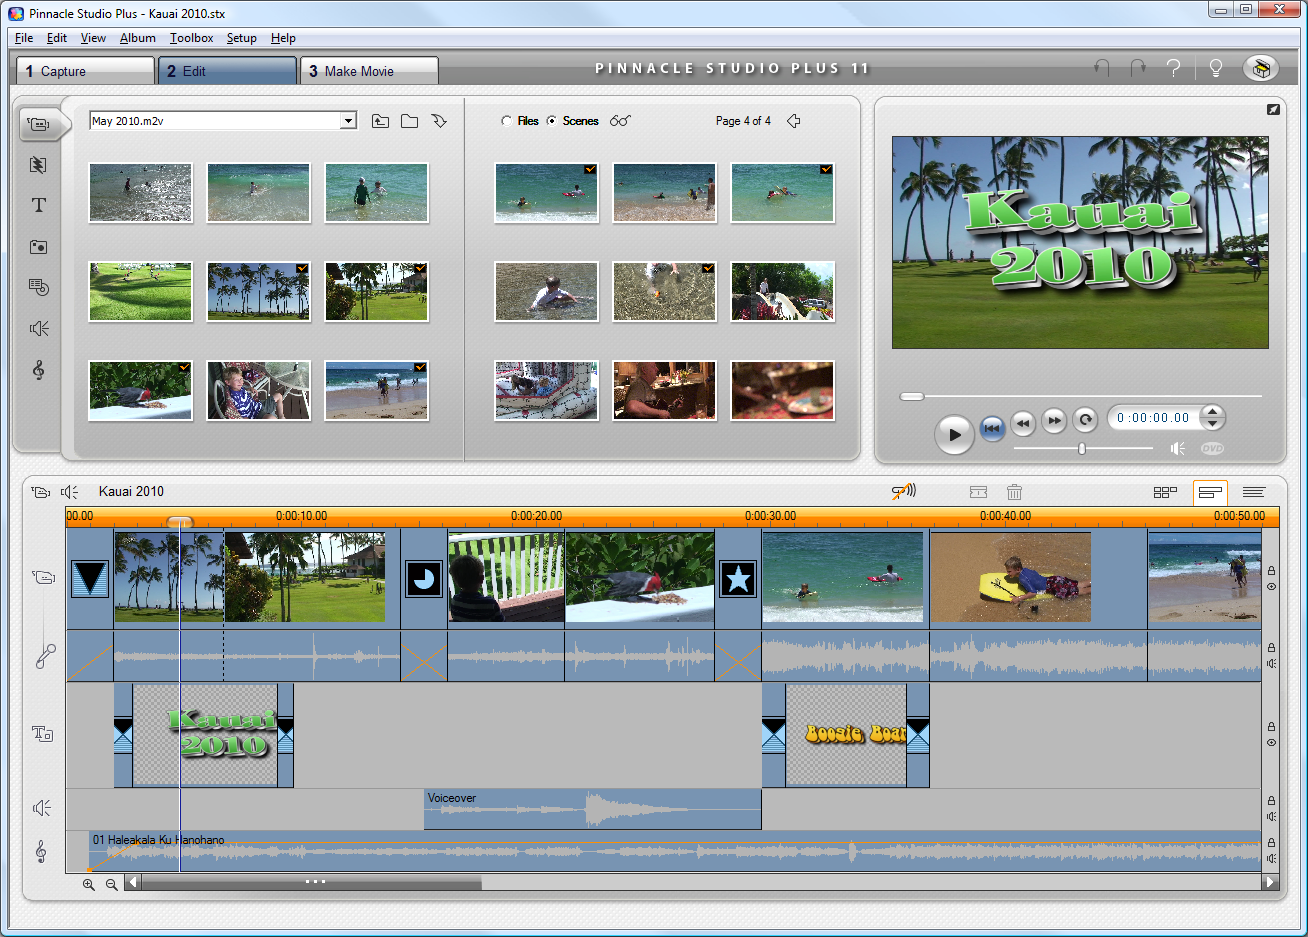 Pinnacle Studio Plus - Kauai 2010.stx
File Edit View Album Toolbox Setup Help
1 Capture
2 Edit
3 Make Movie
PINNACLE STUDIO PLUS 11
May 2010.m2v
Files Scenes
Page 4 of 4
Kauai
2010
0:00:00.00
DVD
Kauai 2010
00.00 0:00:10.00 0:00:20.00 0:00:30.00 0:00:40.00 0:00:50.00
Kauai
2010
Boogie Boar
Voiceover
01 Haleakala Ku Hanohano